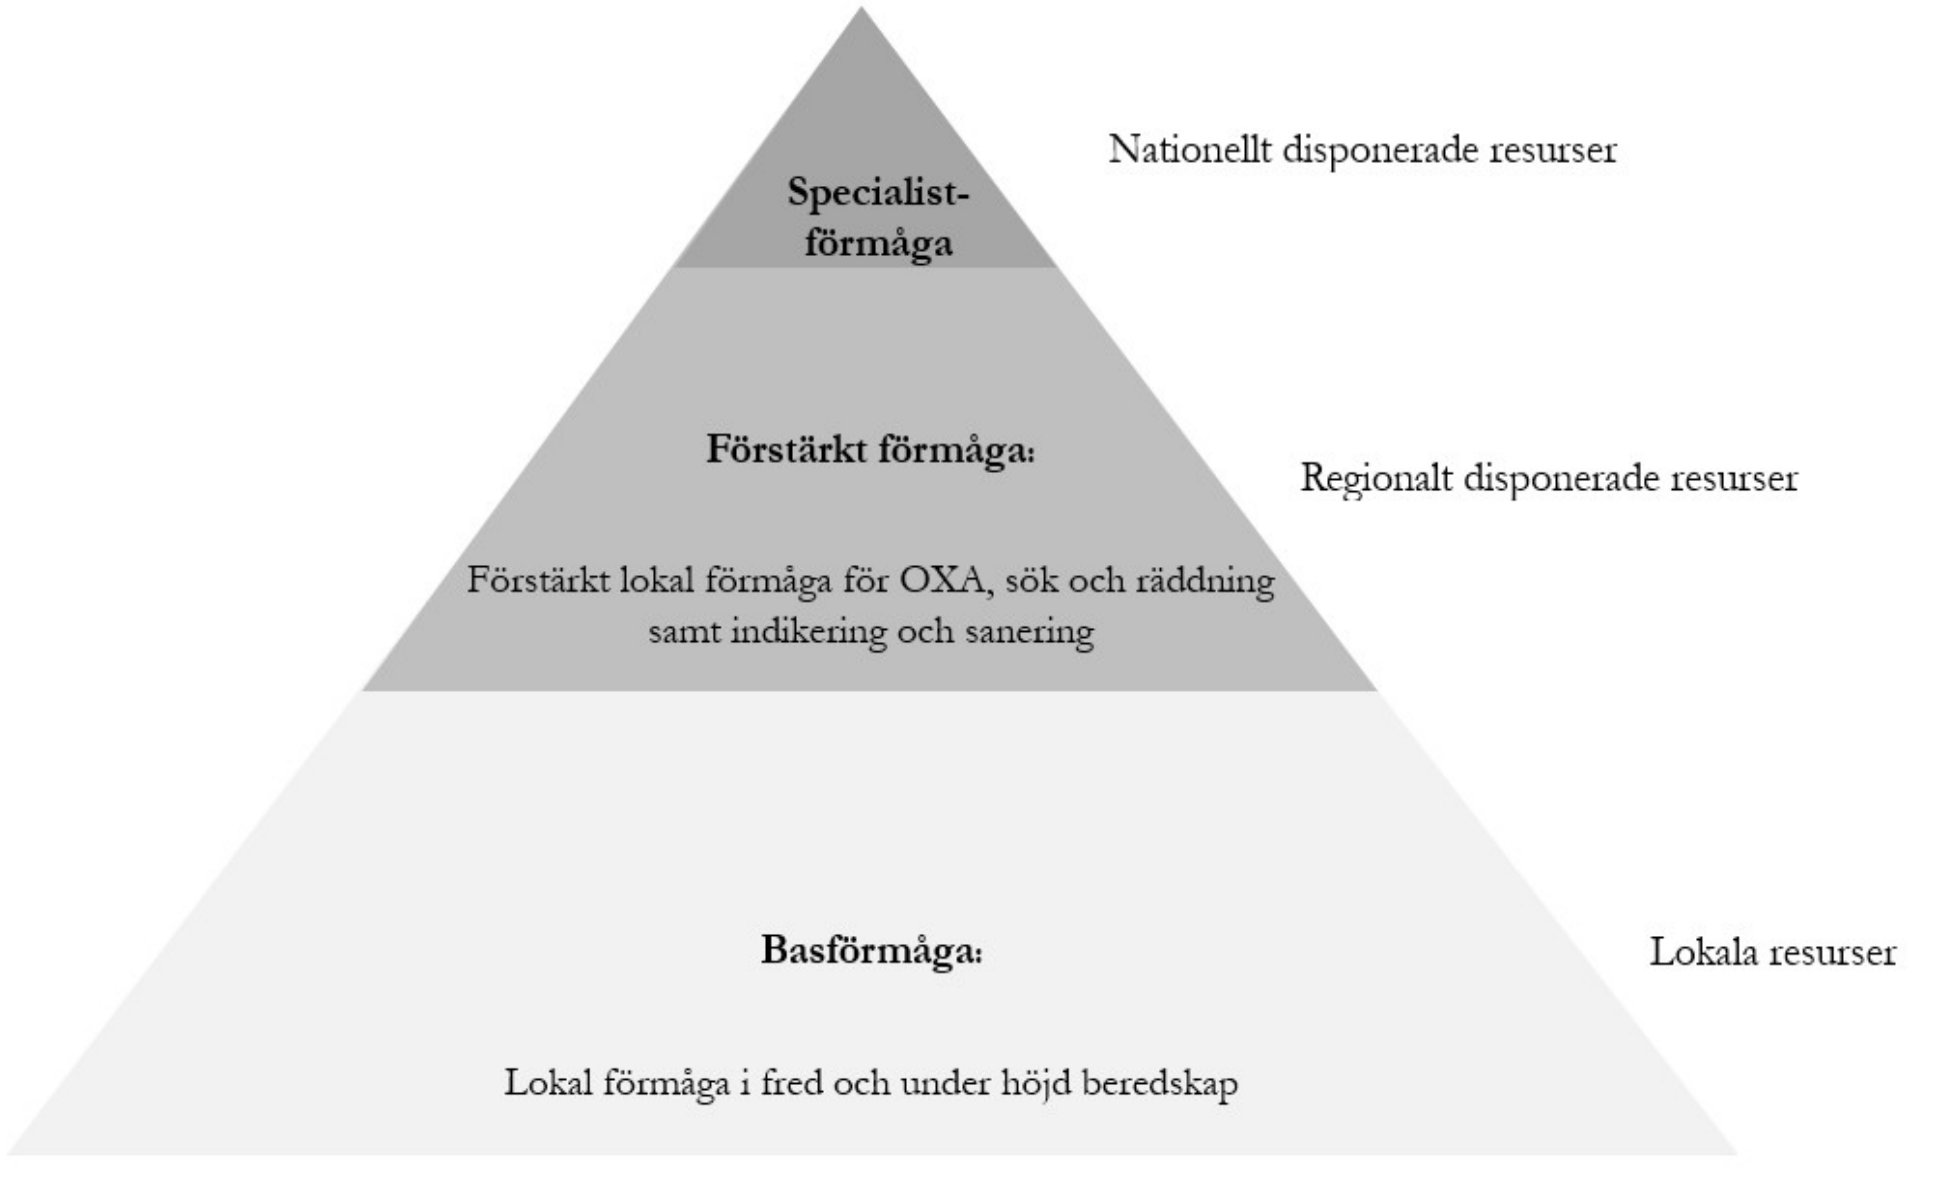 Nationellt disponerade resurser
Specialist-
förmåga
Förstärkt förmåga:
Regionalt disponerade resurser
Förstärkt lokal förmåga för OXA, sök och räddning
samt indikering och sanering
Basförmåga:
Lokala resurser
Lokal förmåga i fred och under höjd beredskap